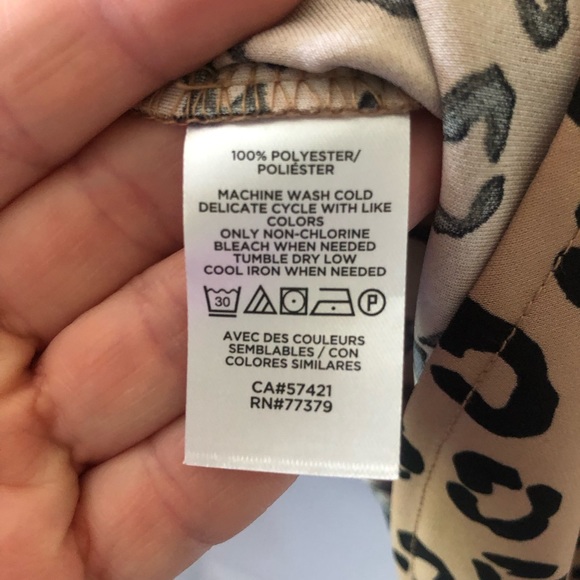 100% POLYESTER/
POLIÉSTER
MACHINE WASH COLD
DELICATE CYCLE WITH LIKE
COLORS
ONLY NON-CHLORINE
BLEACH WHEN NEEDED
TUMBLE DRY LOW
COOL IRON WHEN NEEDED
30 P
AVEC DES COULEURS
SEMBLABLES / CON
COLORES SIMILARES
CA#57421
RN#77379